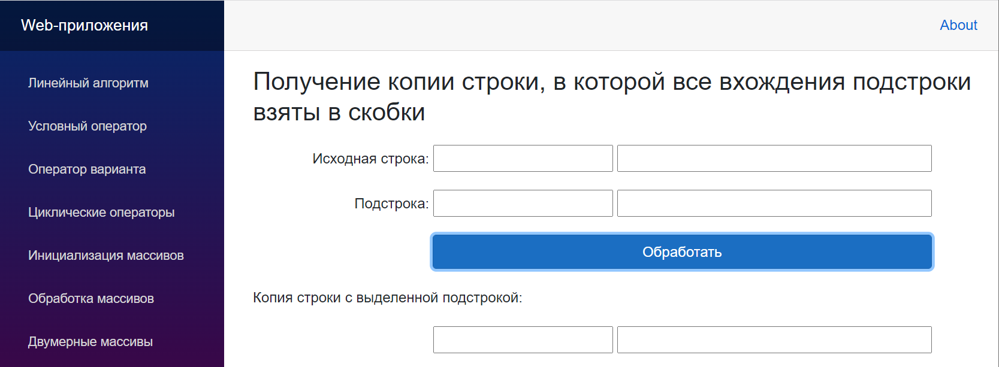 Web-приложения
About
Линейный алгоритм
Условный оператор
Оператор варианта
Циклические операторы
Инициализация массивов
Обработка массивов
Двумерные массивы
Получение копии строки, в которой все вхождения подстроки
взяты в скобки
Исходная строка:
Подстрока:
Обработать
Копия строки с выделенной подстрокой: